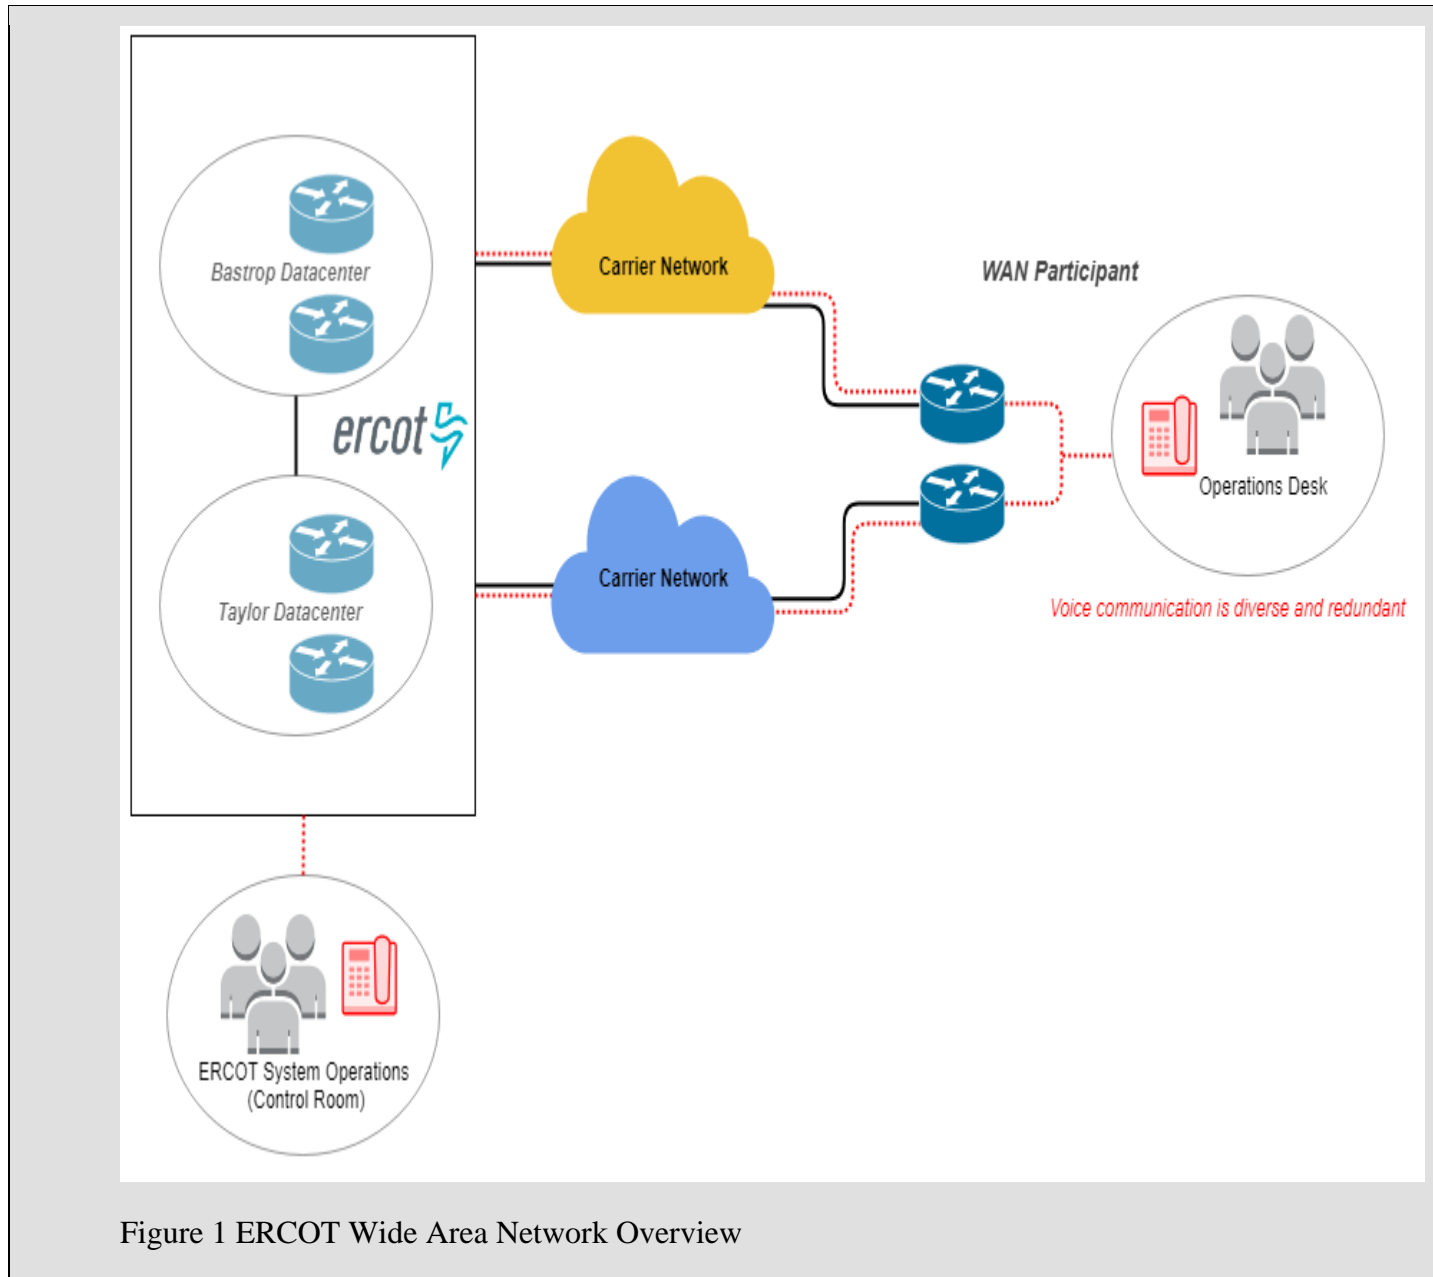 Bastrop Datacenter
ercot
Taylor Datacenter
Carrier Network
Carrier Network
WAN Participant
Operations Desk
Voice communication is diverse and redundant
ERCOT System Operations
(Control Room)
Figure 1 ERCOT Wide Area Network Overview